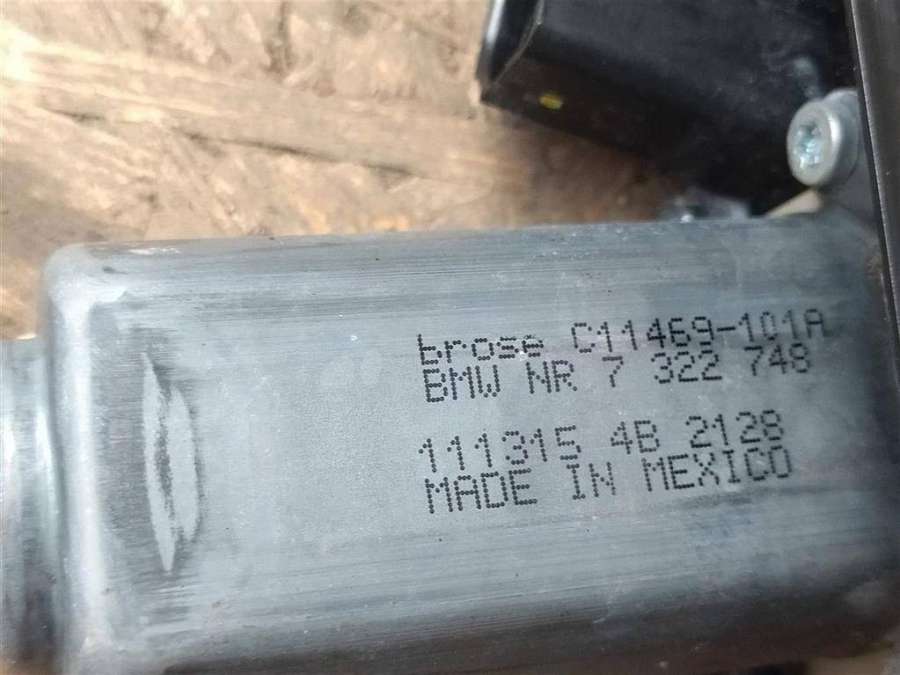 brose C11469-101A
BMW NR 7 322 748
111315 4B 2128
MADE IN MEXICO